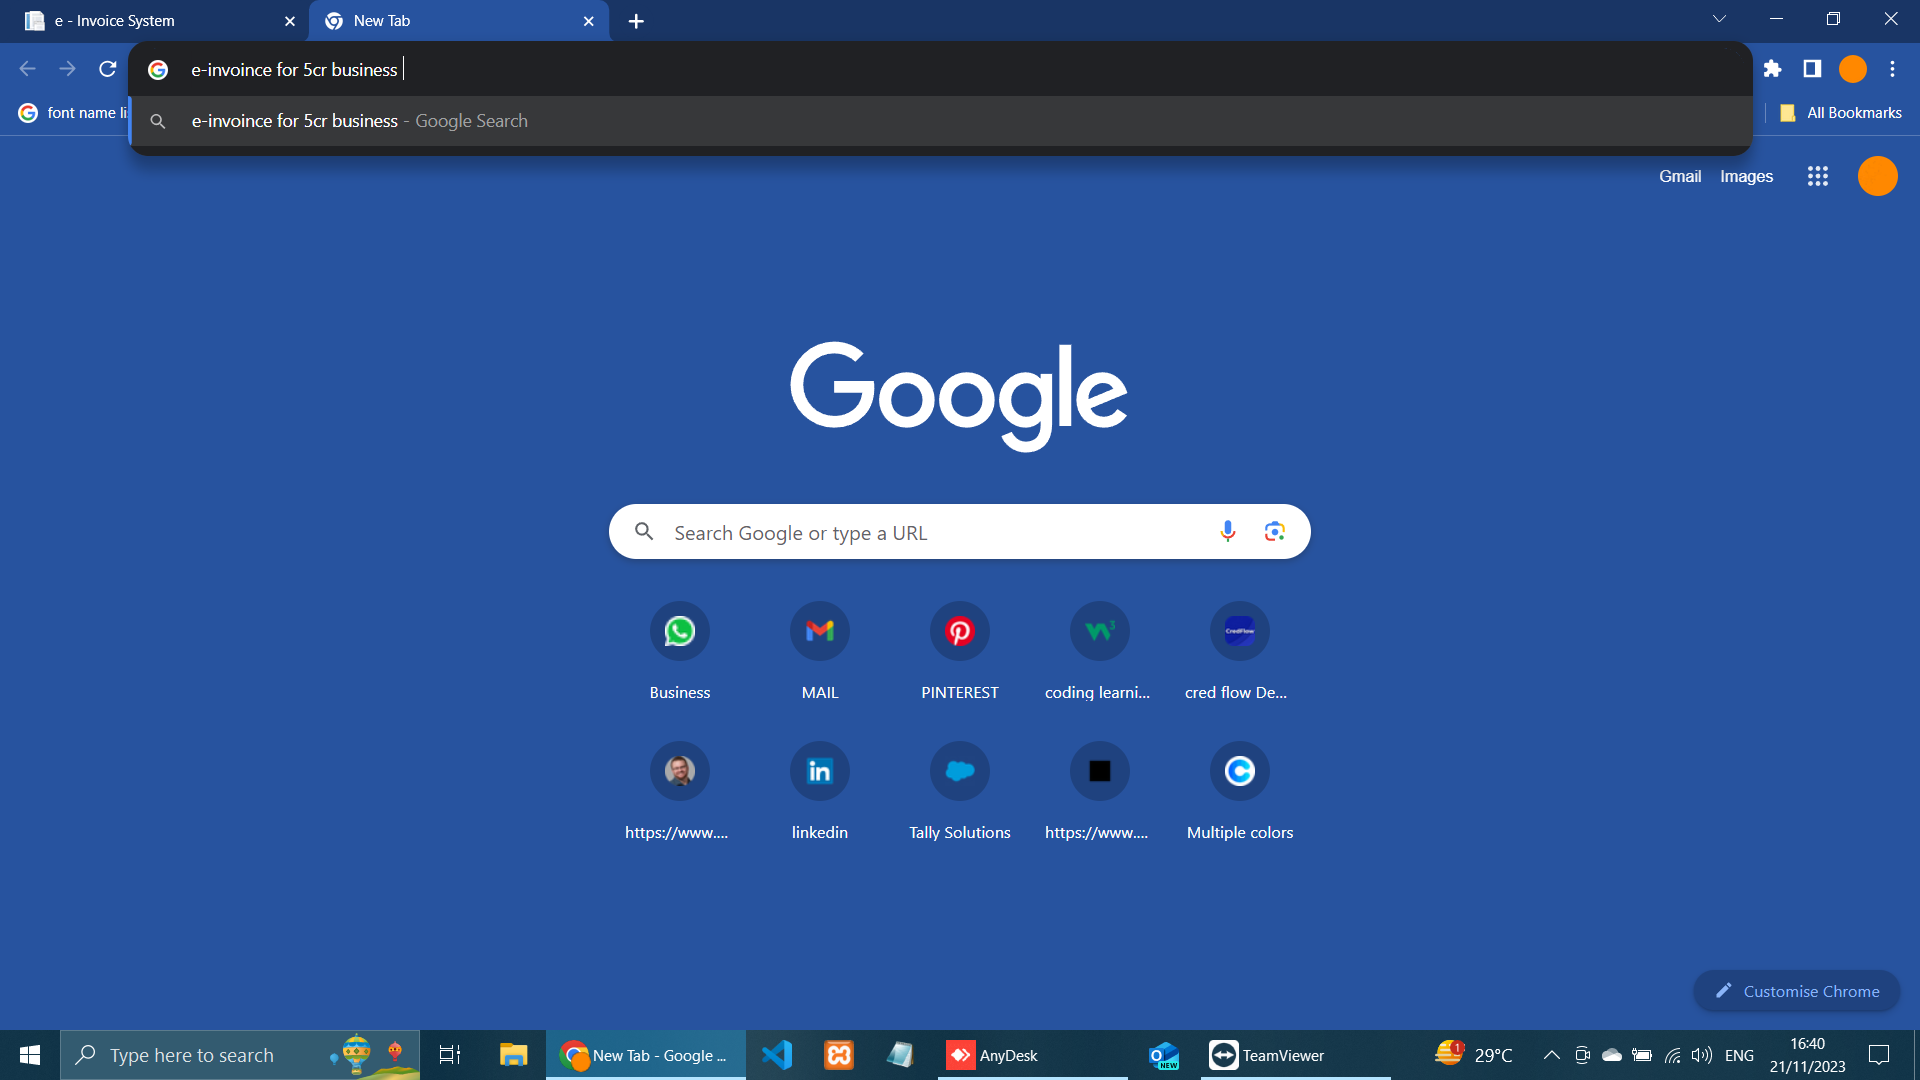 e - Invoice System
New Tab
e-invoince for 5cr business
font name li
e-invoince for 5cr business - Google Search
All Bookmarks
Gmail
Images
Google
Search Google or type a URL
CredFlow
Business
MAIL
PINTEREST
coding learni...
cred flow De...
https://www....
linkedin
Tally Solutions
https://www....
Multiple colors
Customise Chrome
Type here to search
New Tab - Google ...
AnyDesk
NEW
TeamViewer
1
29°C
ENG
16:40
21/11/2023